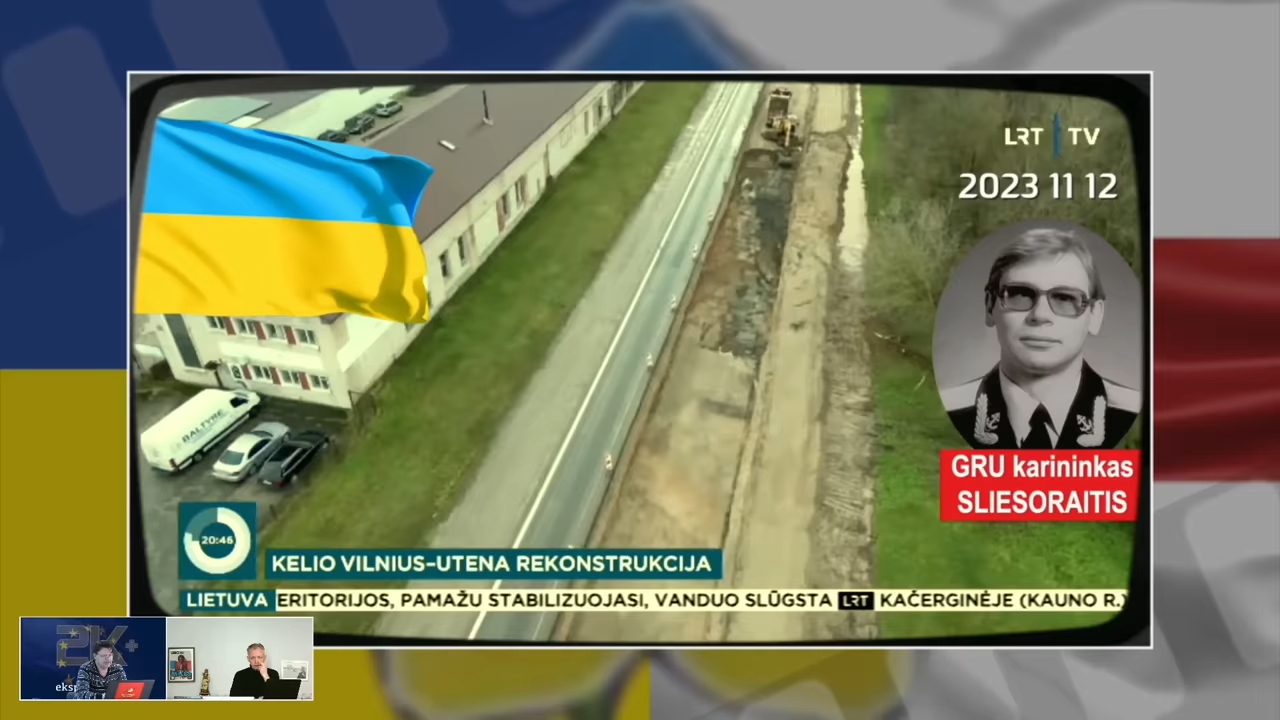 LRT TV
2023 11 12
BALTYRE
GRU karininkas
SLIESORAITIS
20:46
KELIO VILNIUS–UTENA REKONSTRUKCIJA
LIETUVA ERITORIJOS, PAMAŽU STABILIZUOJASI, VANDUO SLŪGSTA LRT KAČERGINĖJE (KAUNO R.)
2K+